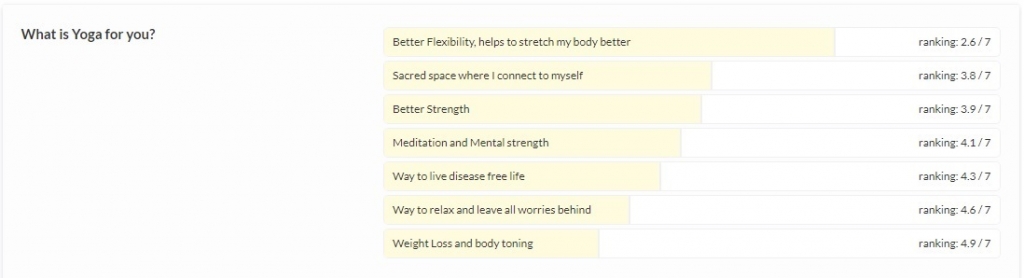 What is Yoga for you?
Better Flexibility, helps to stretch my body better ranking: 2.6 / 7
Sacred space where I connect to myself ranking: 3.8 / 7
Better Strength ranking: 3.9 / 7
Meditation and Mental strength ranking: 4.1 / 7
Way to live disease free life ranking: 4.3 / 7
Way to relax and leave all worries behind ranking: 4.6 / 7
Weight Loss and body toning ranking: 4.9 / 7